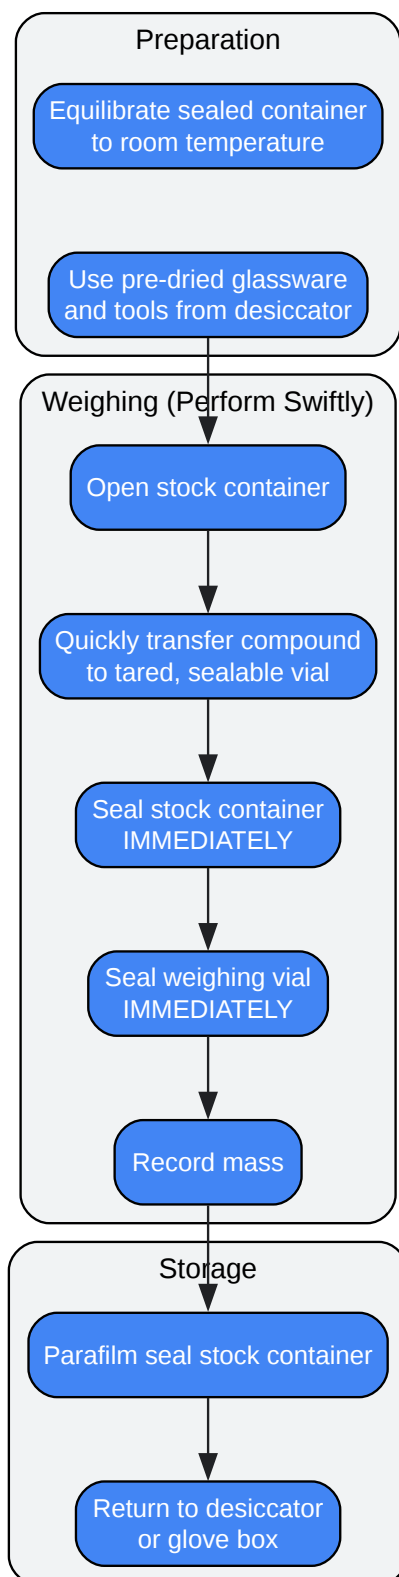 Preparation
Equilibrate sealed container
to room temperature
Use pre-dried glassware
and tools from desiccator
Weighing (Perform Swiftly)
Open stock container
Quickly transfer compound
to tared, sealable vial
Seal stock container
IMMEDIATELY
Seal weighing vial
IMMEDIATELY
Record mass
Storage
Parafilm seal stock container
Return to desiccator
or glove box